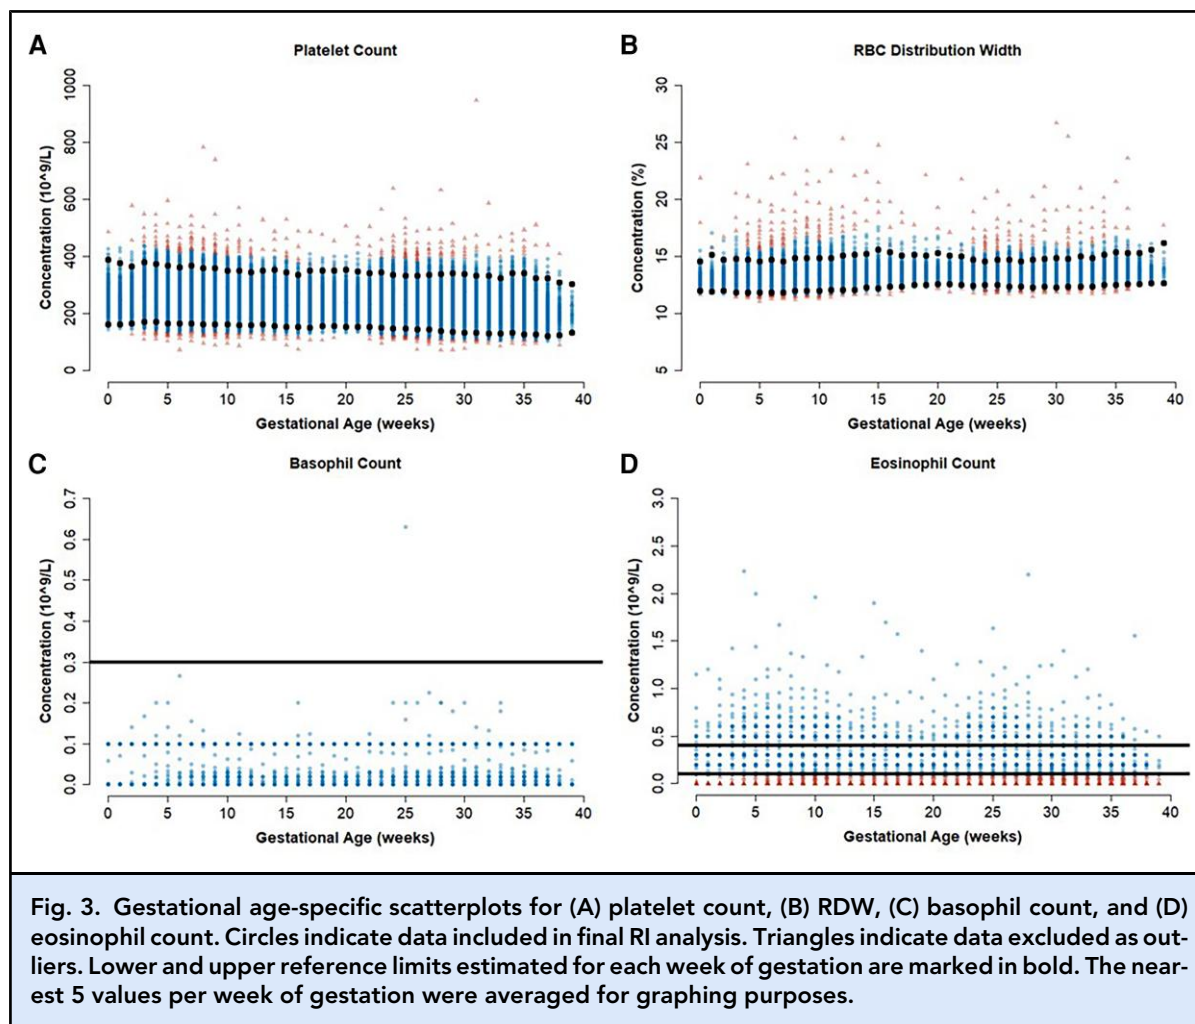 A
Platelet Count
Concentration (10^9/L)
1000
800
600
400
200
0
0 5 10 15 20 25 30 35 40
Gestational Age (weeks)
B
RBC Distribution Width
Concentration (%)
30
25
20
15
10
5
0 5 10 15 20 25 30 35 40
Gestational Age (weeks)
C
Basophil Count
Concentration (10^9/L)
0.7
0.6
0.5
0.4
0.3
0.2
0.1
0.0
0 5 10 15 20 25 30 35 40
Gestational Age (weeks)
D
Eosinophil Count
Concentration (10^9/L)
3.0
2.5
2.0
1.5
1.0
0.5
0.0
0 5 10 15 20 25 30 35 40
Gestational Age (weeks)
Fig. 3. Gestational age-specific scatterplots for (A) platelet count, (B) RDW, (C) basophil count, and (D)
eosinophil count. Circles indicate data included in final RI analysis. Triangles indicate data excluded as out-
liers. Lower and upper reference limits estimated for each week of gestation are marked in bold. The near-
est 5 values per week of gestation were averaged for graphing purposes.